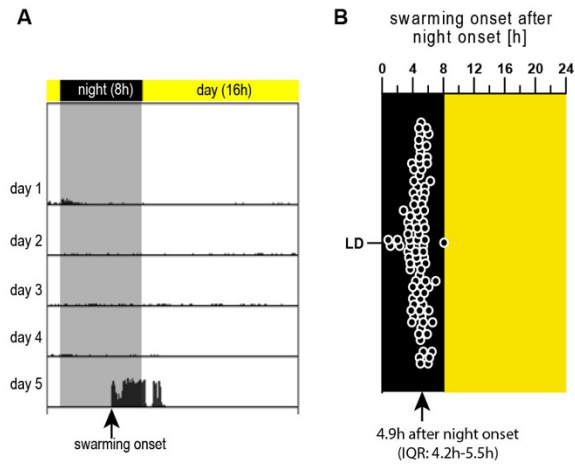 A
night (8h) day (16h)
day 1
day 2
day 3
day 4
day 5
swarming onset
B
swarming onset after
night onset [h]
0 4 8 12 16 20 24
LD
4.9h after night onset
(IQR: 4.2h-5.5h)